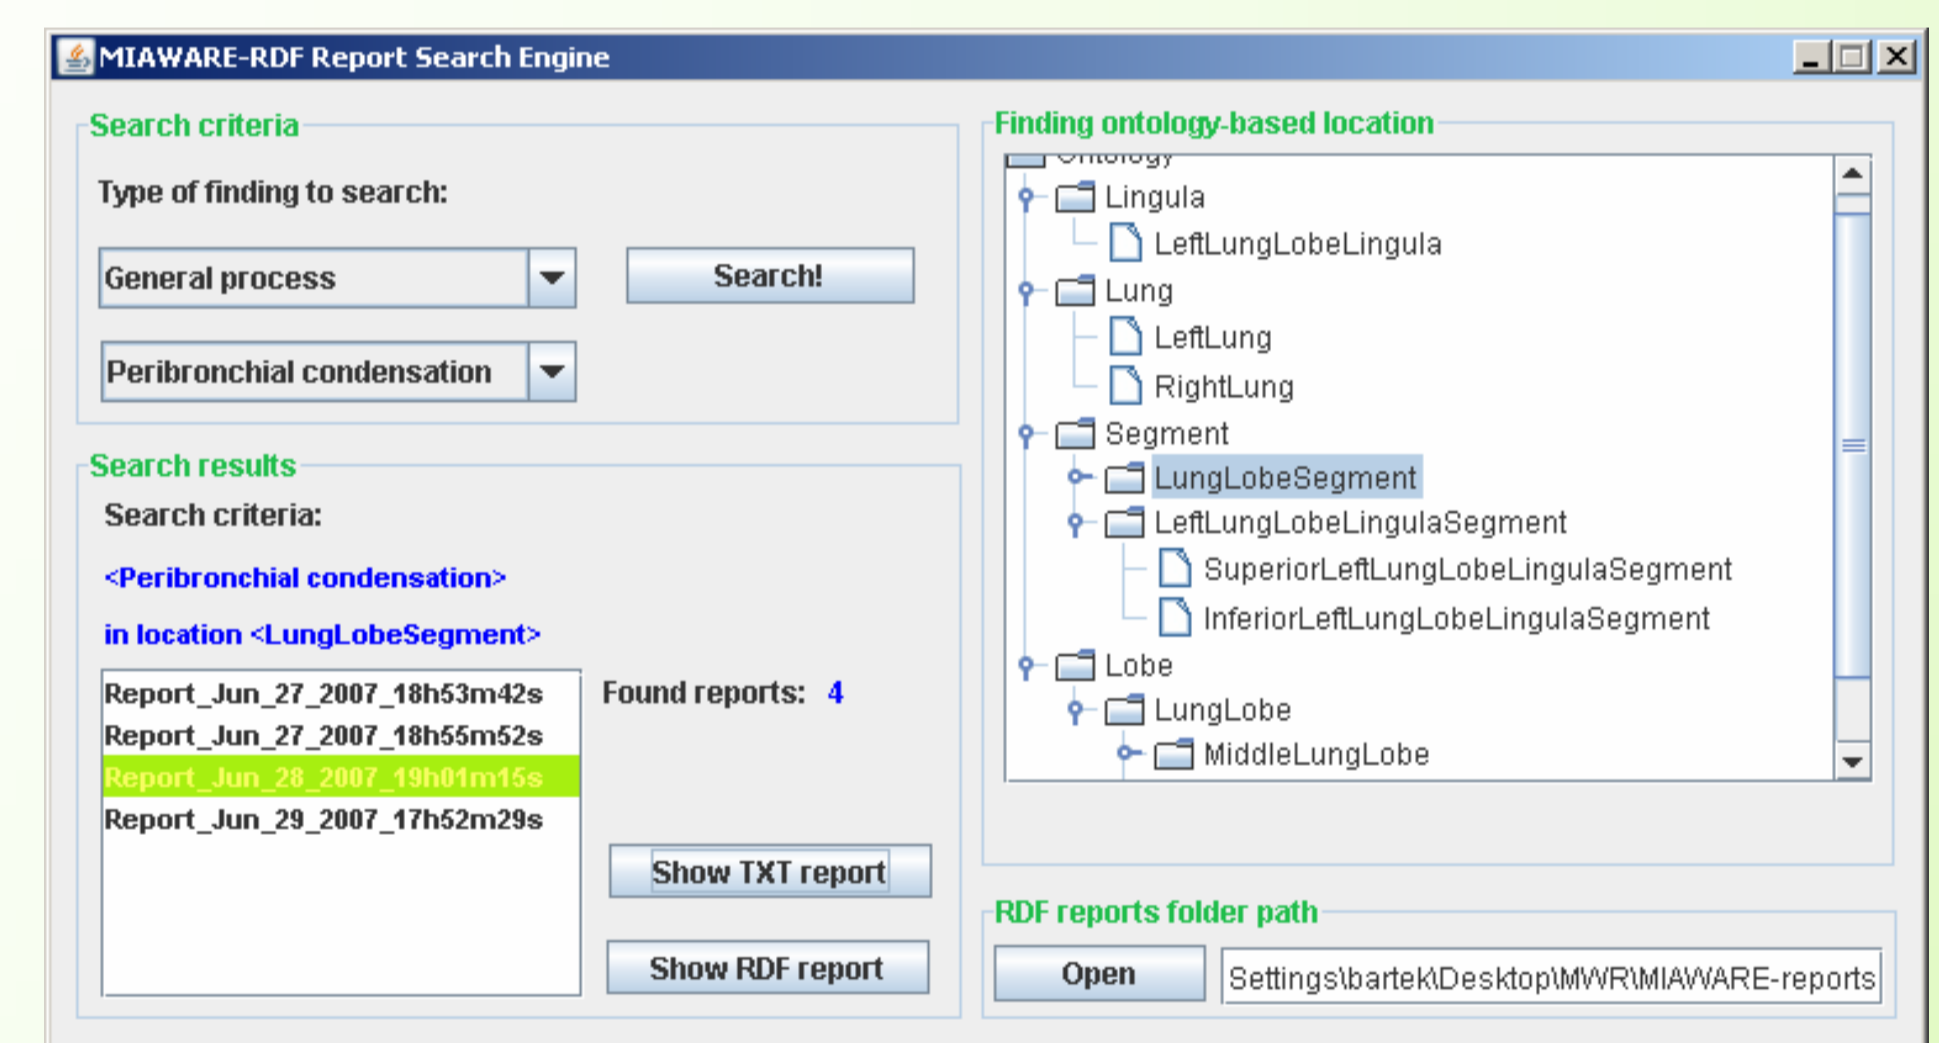 MIAWARE-RDF Report Search Engine
Search criteria
Type of finding to search:
General process
Search!
Peribronchial condensation
Search results
Search criteria:
<Peribronchial condensation>
in location <LungLobeSegment>
Report_Jun_27_2007_18h53m42s
Report_Jun_27_2007_18h55m52s
Report_Jun_28_2007_19h01m15s
Report_Jun_29_2007_17h52m29s
Found reports: 4
Show TXT report
Show RDF report
Finding ontology-based location
Ontology
Lingula
LeftLungLobeLingula
Lung
LeftLung
RightLung
Segment
LungLobeSegment
LeftLungLobeLingulaSegment
SuperiorLeftLungLobeLingulaSegment
InferiorLeftLungLobeLingulaSegment
Lobe
LungLobe
MiddleLungLobe
RDF reports folder path
Open
Settings\bartek\Desktop\MWR\MIAWARE-reports